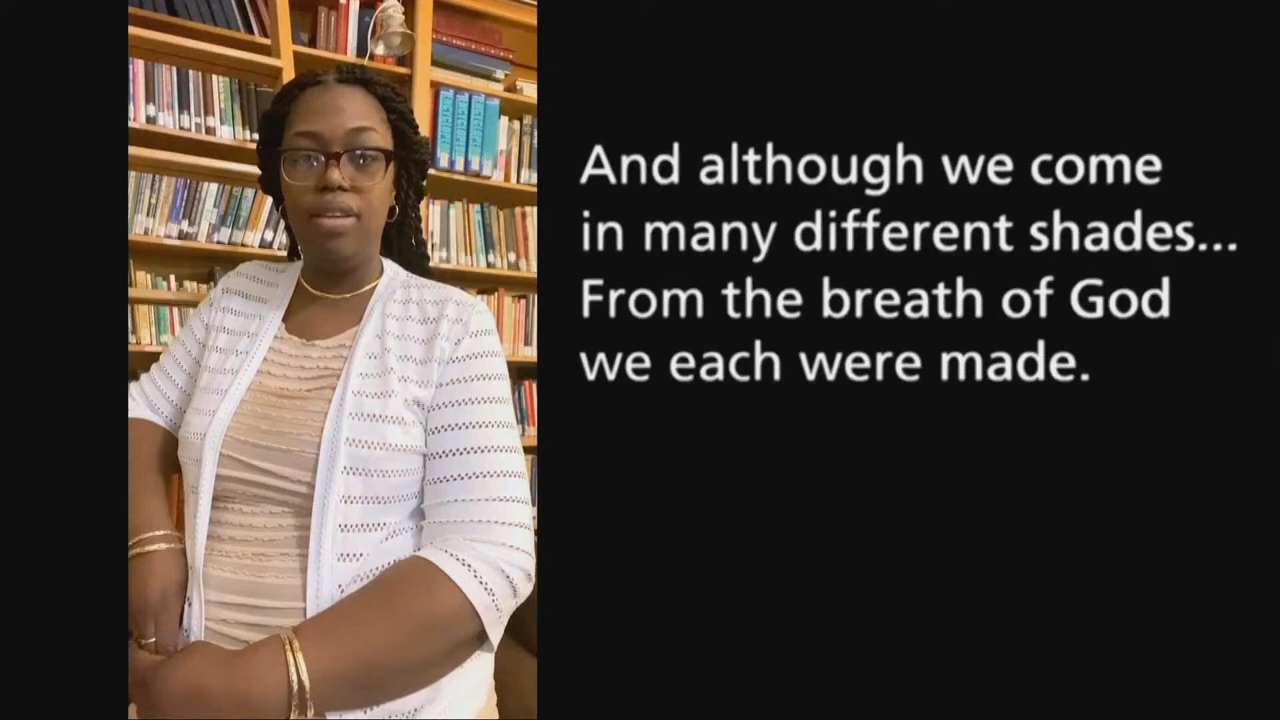 And although we come
in many different shades...
From the breath of God
we each were made.